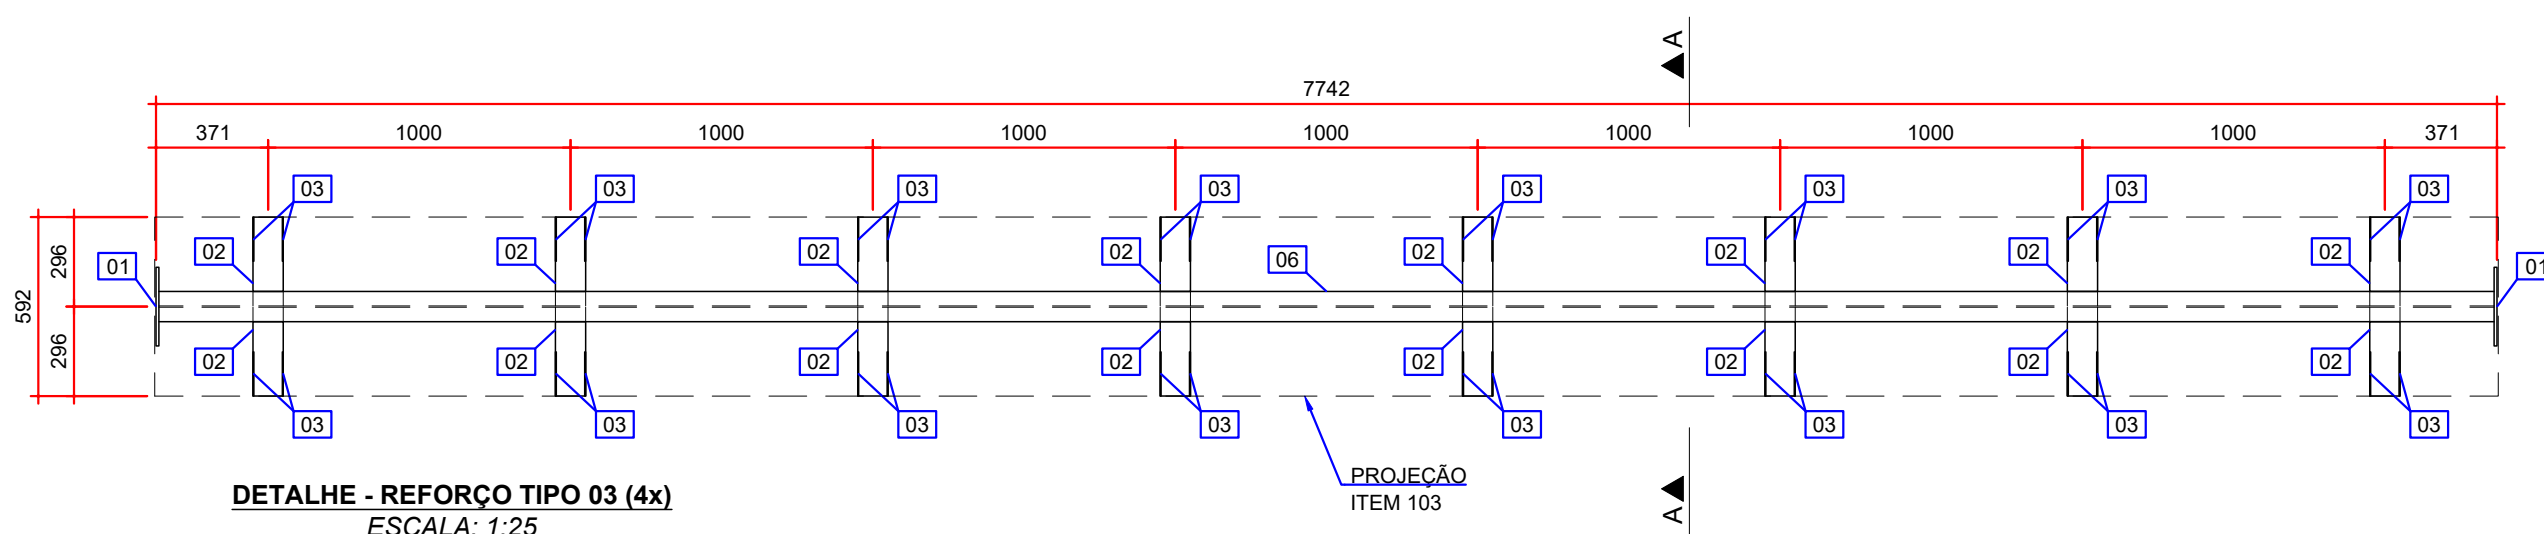 A
7742
371 1000 1000 1000 1000 1000 1000 1000 371
03 03 03 03 03 03 03 03
02 02 02 02 02 02 02 02
296
01 06 01
592
296
02 02 02 02 02 02 02 02
03 03 03 03 03 03 03 03
PROJEÇÃO
ITEM 103
DETALHE - REFORÇO TIPO 03 (4x)
ESCALA: 1:25
A